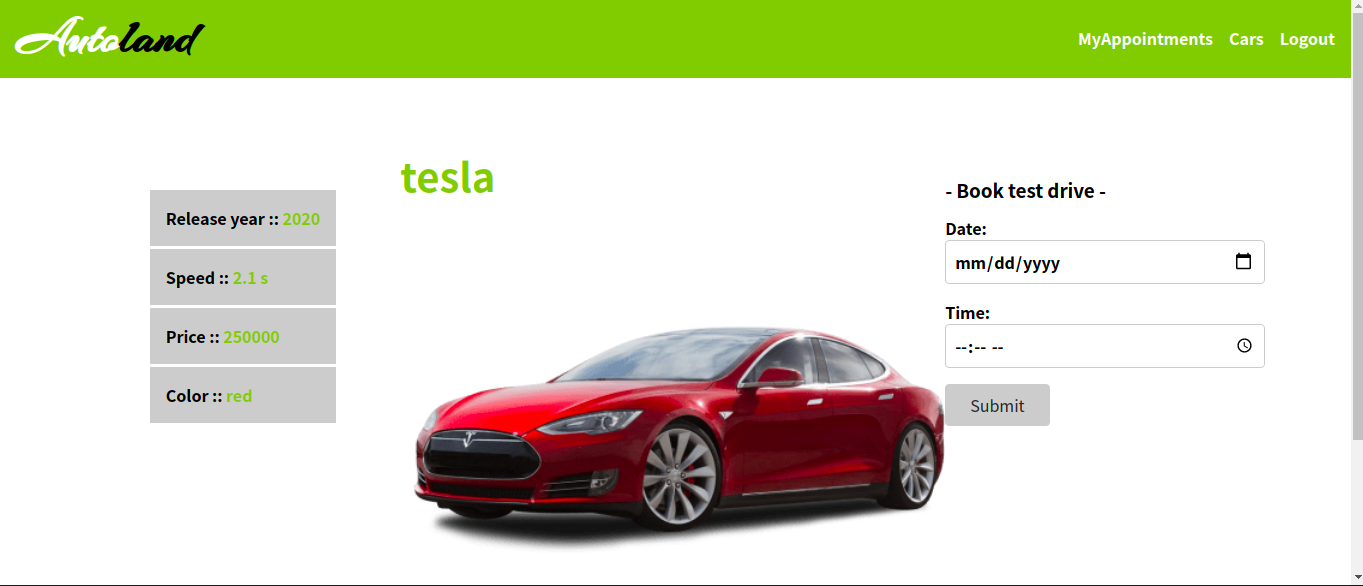 Autoland
MyAppointments Cars Logout
tesla
Release year :: 2020
Speed :: 2.1 s
Price :: 250000
Color :: red
- Book test drive -
Date:
mm/dd/yyyy
Time:
--:-- --
Submit